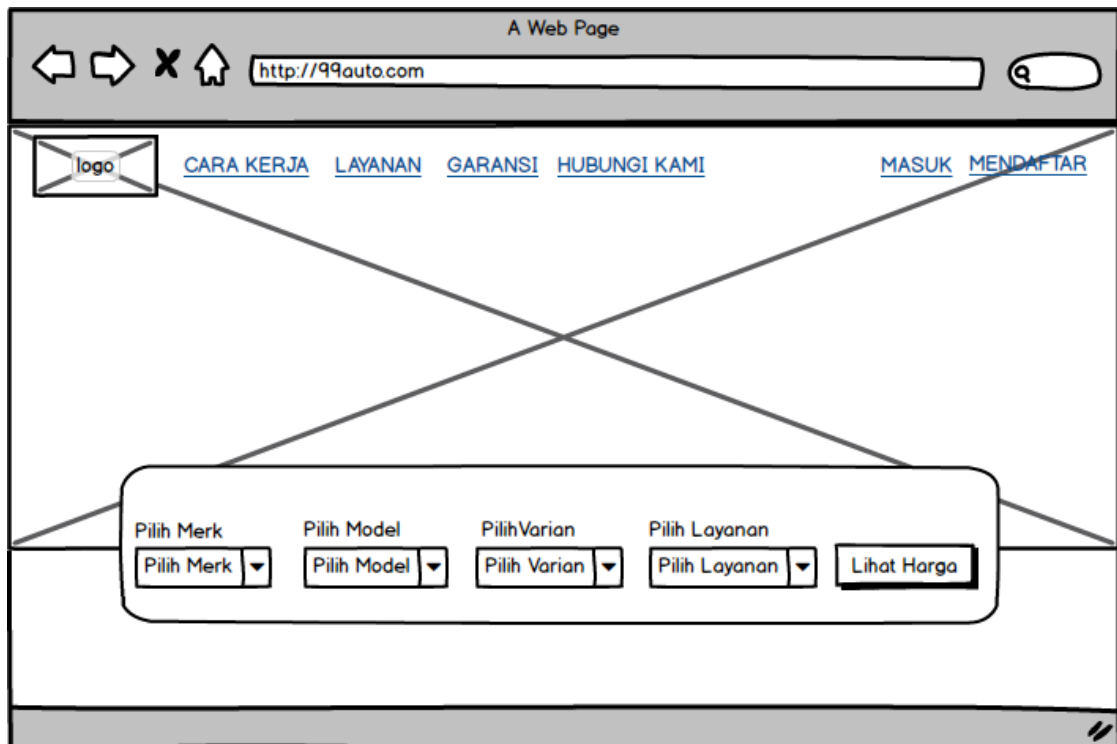 A Web Page
http://99auto.com
logo CARA KERJA LAYANAN GARANSI HUBUNGI KAMI MASUK MENDAFTAR
Pilih Merk Pilih Model PilihVarian Pilih Layanan
Pilih Merk Pilih Model Pilih Varian Pilih Layanan Lihat Harga